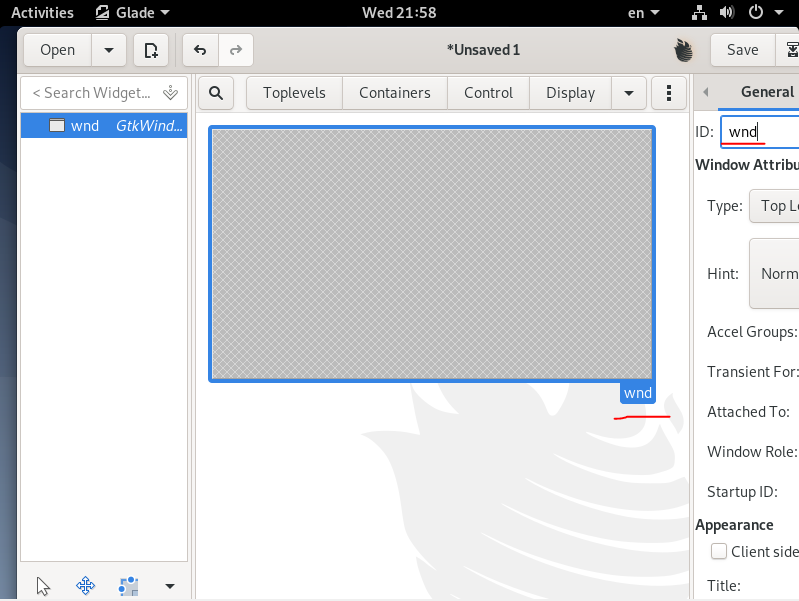 Activities Glade Wed 21:58 en
Open *Unsaved 1 Save
< Search Widget... Toplevels Containers Control Display General
wnd GtkWind...
ID: wnd
Window Attribu
Type: Top Le
Hint: Norm
Accel Groups:
Transient For:
wnd
Attached To:
Window Role:
Startup ID:
Appearance
Client side
Title: